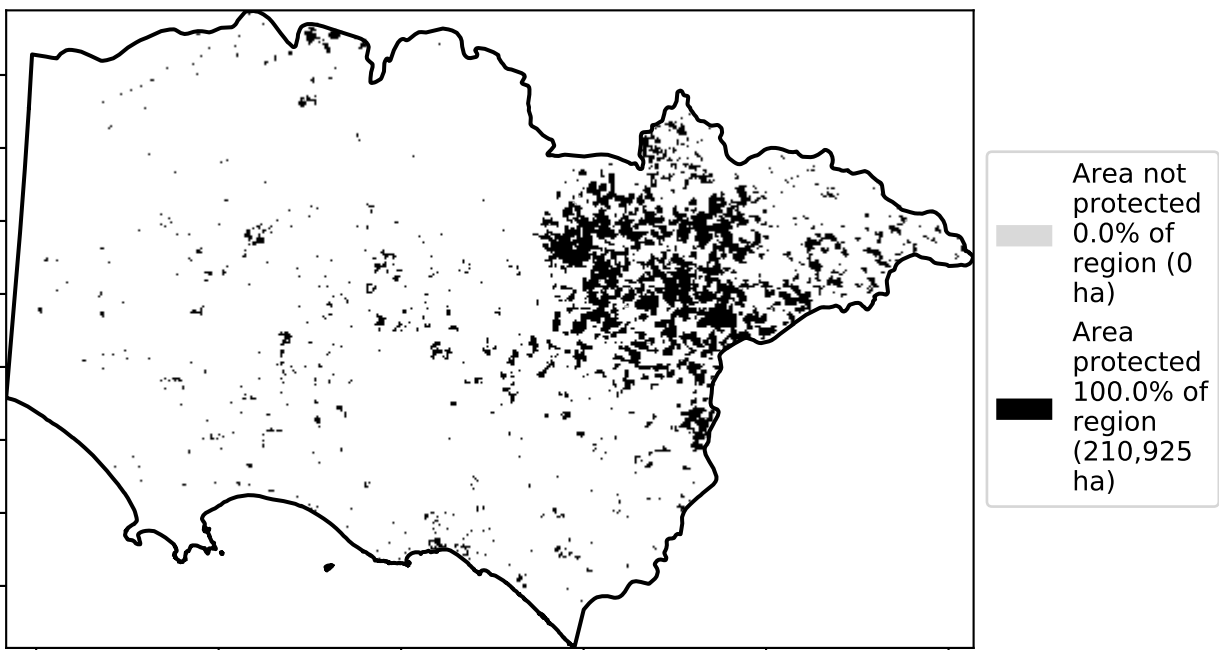 Area not
protected
0.0% of
region (0
ha)
Area
protected
100.0% of
region
(210,925
ha)